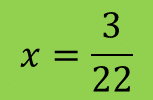 x = 3/22